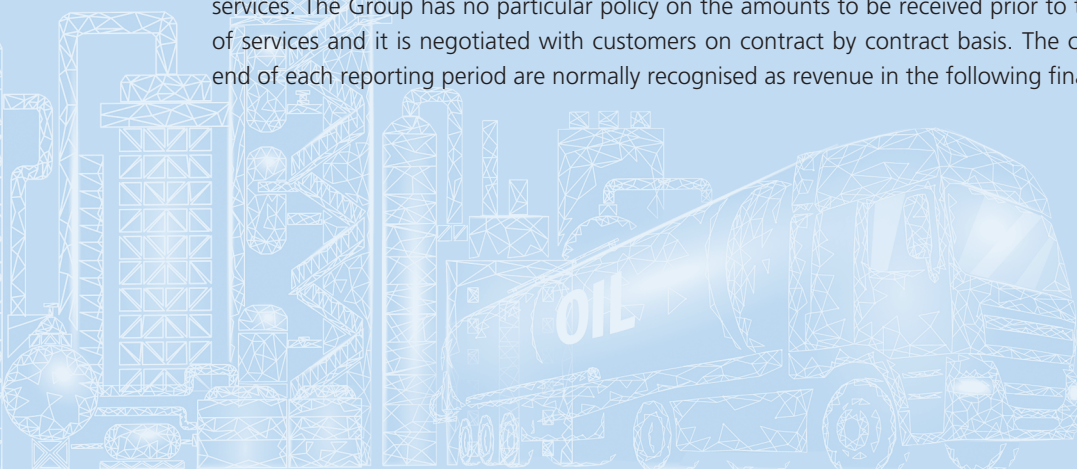 services. The Group has no particular policy on the amounts to be received prior to
of services and it is negotiated with customers on contract by contract basis. The
end of each reporting period are normally recognised as revenue in the following
OIL